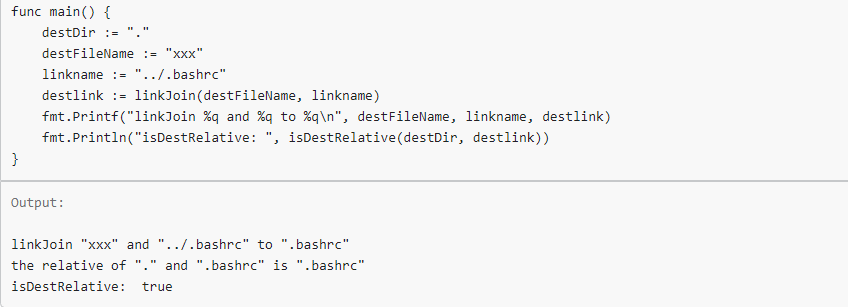 func main() {
    destDir := "."
    destFileName := "xxx"
    linkname := "../.bashrc"
    destlink := linkJoin(destFileName, linkname)
    fmt.Printf("linkJoin %q and %q to %q\n", destFileName, linkname, destlink)
    fmt.Println("isDestRelative: ", isDestRelative(destDir, destlink))
}
Output:
linkJoin "xxx" and "../.bashrc" to ".bashrc"
the relative of "." and ".bashrc" is ".bashrc"
isDestRelative:  true